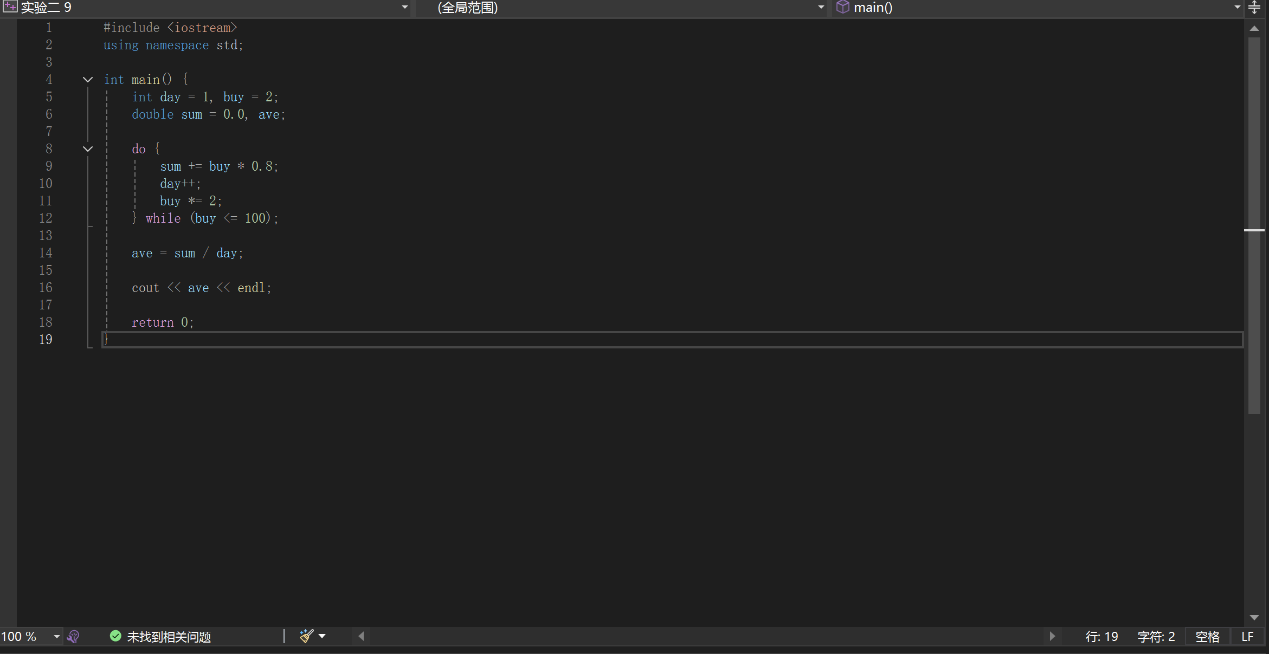 实验二 9 (全局范围) main()
1 #include <iostream>
2 using namespace std;
3
4 int main() {
5 int day = 1, buy = 2;
6 double sum = 0.0, ave;
7
8 do {
9 sum += buy * 0.8;
10 day++;
11 buy *= 2;
12 } while (buy <= 100);
13
14 ave = sum / day;
15
16 cout << ave << endl;
17
18 return 0;
19 }
100 % 未找到相关问题 行: 19 字符: 2 空格 LF